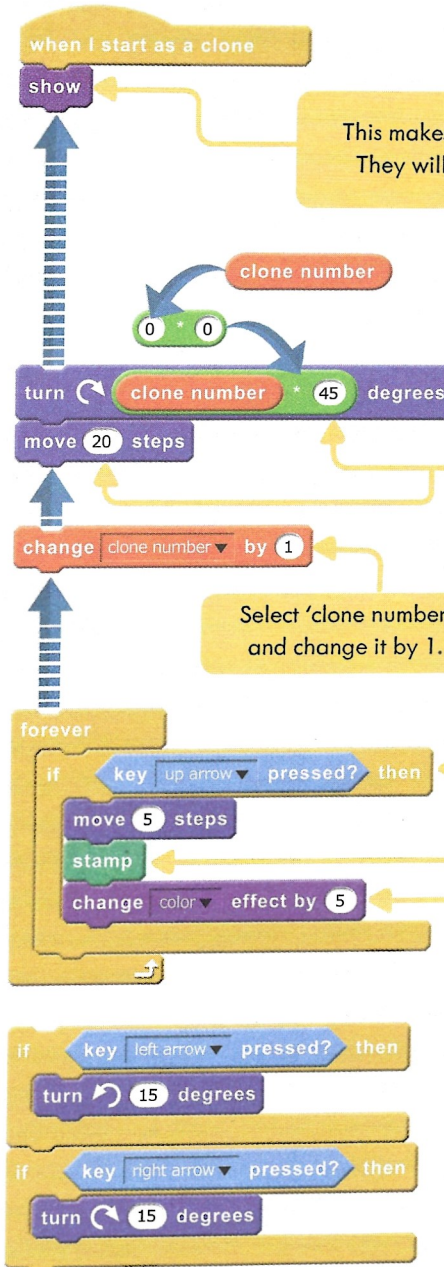 when I start as a clone
show
This makes
They will
clone number
0 * 0
turn clone number * 45 degrees
move 20 steps
change clone number by 1
Select 'clone number
and change it by 1.
forever
if key up arrow pressed? then
move 5 steps
stamp
change color effect by 5
if key left arrow pressed? then
turn 15 degrees
if key right arrow pressed? then
turn 15 degrees